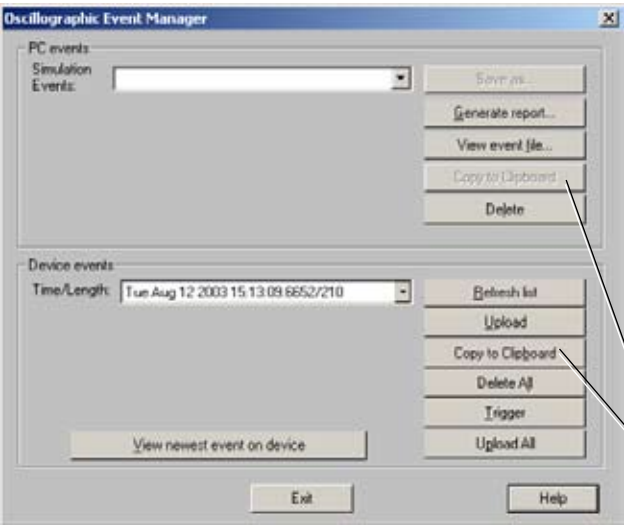 Oscillographic Event Manager
PC events
Simulation
Events:
Save as...
Generate report...
View event file...
Copy to Clipboard
Delete
Device events
Time/Length: Tue Aug 12 2003 15:13:09.6652/210
Refresh list
Upload
Copy to Clipboard
Delete All
Trigger
View newest event on device
Upload All
Exit
Help